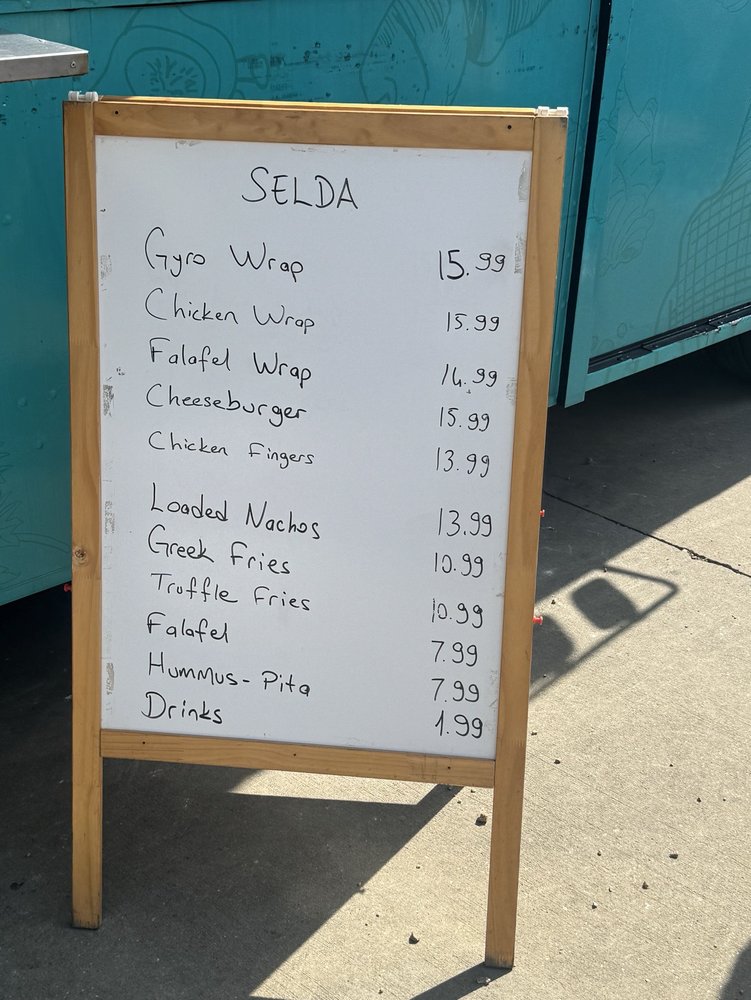 SELDA
Gyro Wrap 15.99
Chicken Wrap 15.99
Falafel Wrap 14.99
Cheeseburger 15.99
Chicken Fingers 13.99
Loaded Nachos 13.99
Greek Fries 10.99
Truffle Fries 10.99
Falafel 7.99
Hummus-Pita 7.99
Drinks 1.99